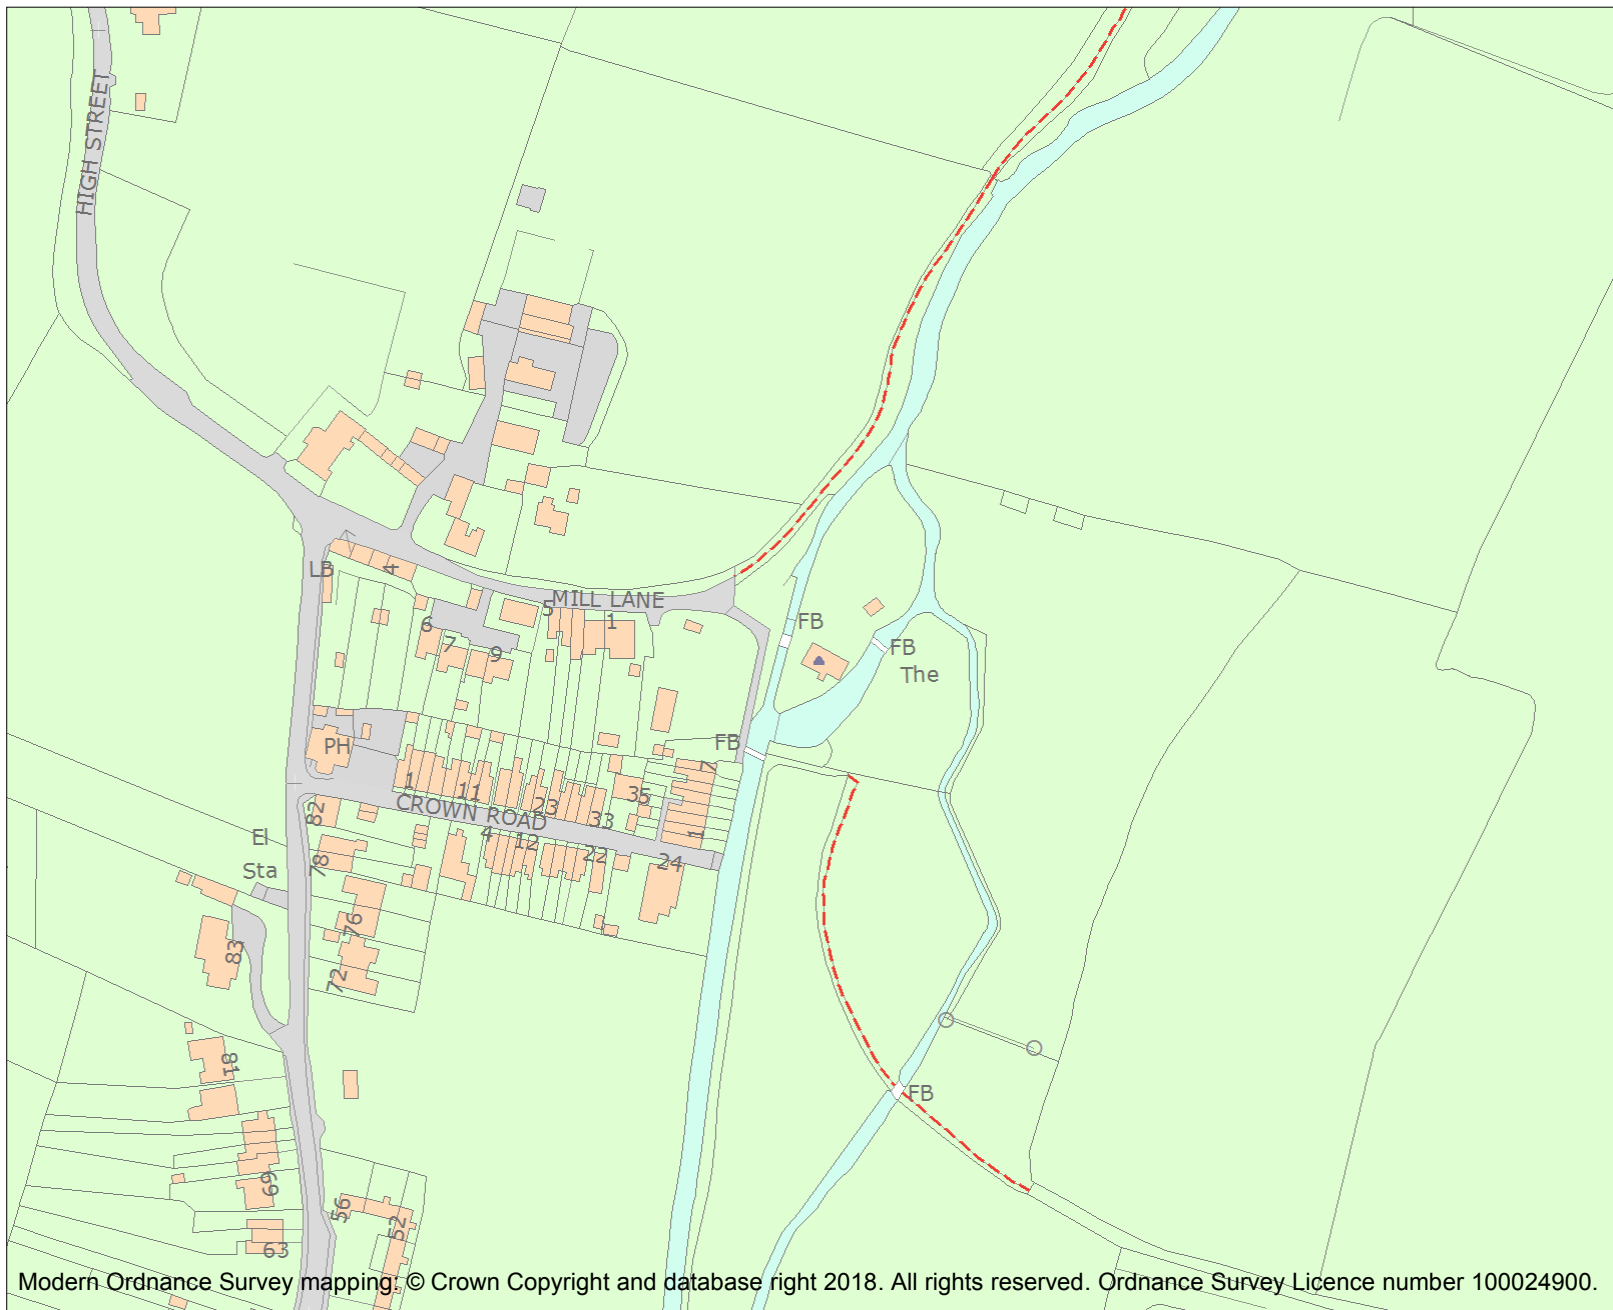 HIGH STREET
LB
4
MILL LANE
5
1
6
7
9
FB
FB
The
PH
FB
7
1
11
CROWN ROAD
23
33
35
1
82
4
12
22
24
El
Sta
78
76
83
72
81
FB
69
56
52
63
Modern Ordnance Survey mapping: © Crown Copyright and database right 2018. All rights reserved. Ordnance Survey Licence number 100024900.